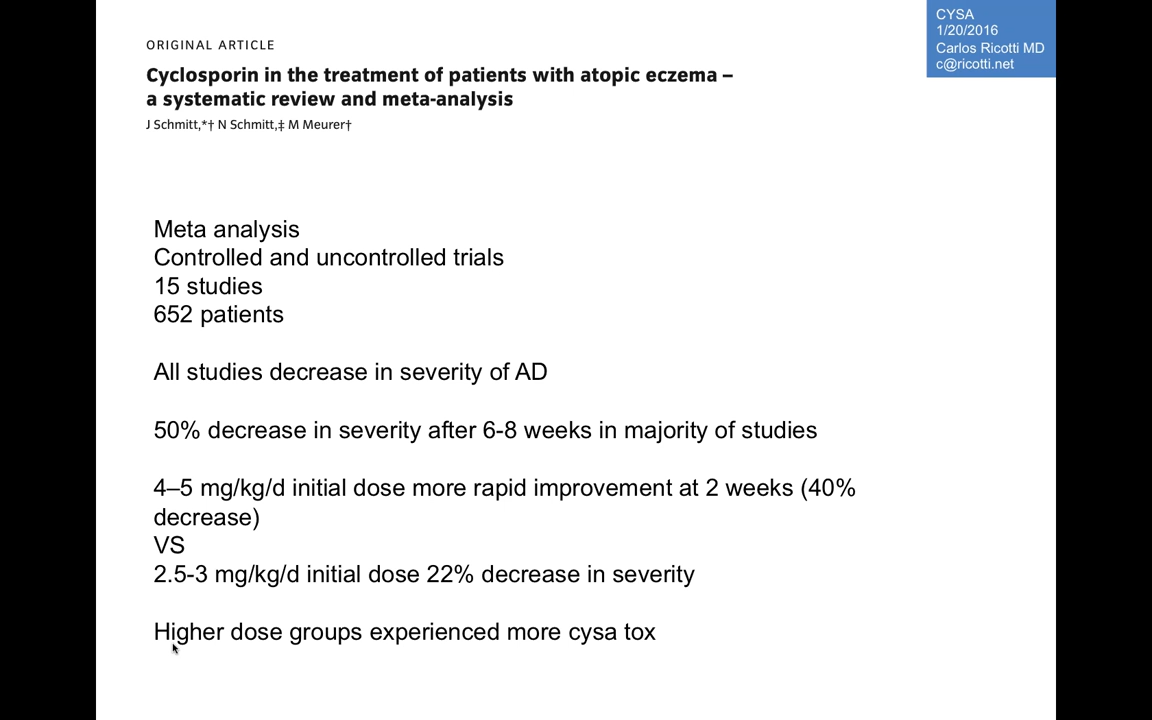 CYSA
1/20/2016
Carlos Ricotti MD
c@ricotti.net
ORIGINAL ARTICLE
Cyclosporin in the treatment of patients with atopic eczema –
a systematic review and meta-analysis
J Schmitt,*† N Schmitt,‡ M Meurer†
Meta analysis
Controlled and uncontrolled trials
15 studies
652 patients
All studies decrease in severity of AD
50% decrease in severity after 6-8 weeks in majority of studies
4–5 mg/kg/d initial dose more rapid improvement at 2 weeks (40%
decrease)
VS
2.5-3 mg/kg/d initial dose 22% decrease in severity
Higher dose groups experienced more cysa tox